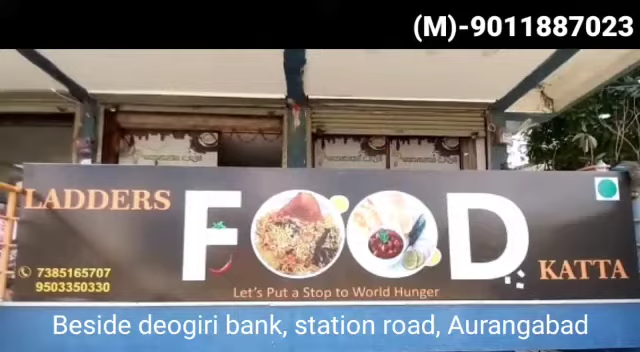 (M)-9011887023
LADDERS
FOOD
KATTA
7385165707
9503350330
Let's Put a Stop to World Hunger
Beside deogiri bank, station road, Aurangabad